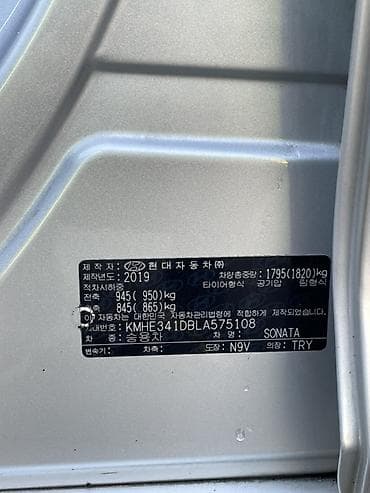 제 작 자: 현대자동차㈜
제작년도: 2019 차량총중량: 1795(1820)kg
적차시하중 타이어형식 공기압 림형식
전축 945( 950)kg
축 845( 865)kg
이 자동차는 대한민국 자동차관리법령에 적합하게 제작되었습니다.
대번호: KMHE341DBLA575108
차 종: 승용차 차 명: SONATA
변속기: 차축: 도장: N9V 의장: TRY